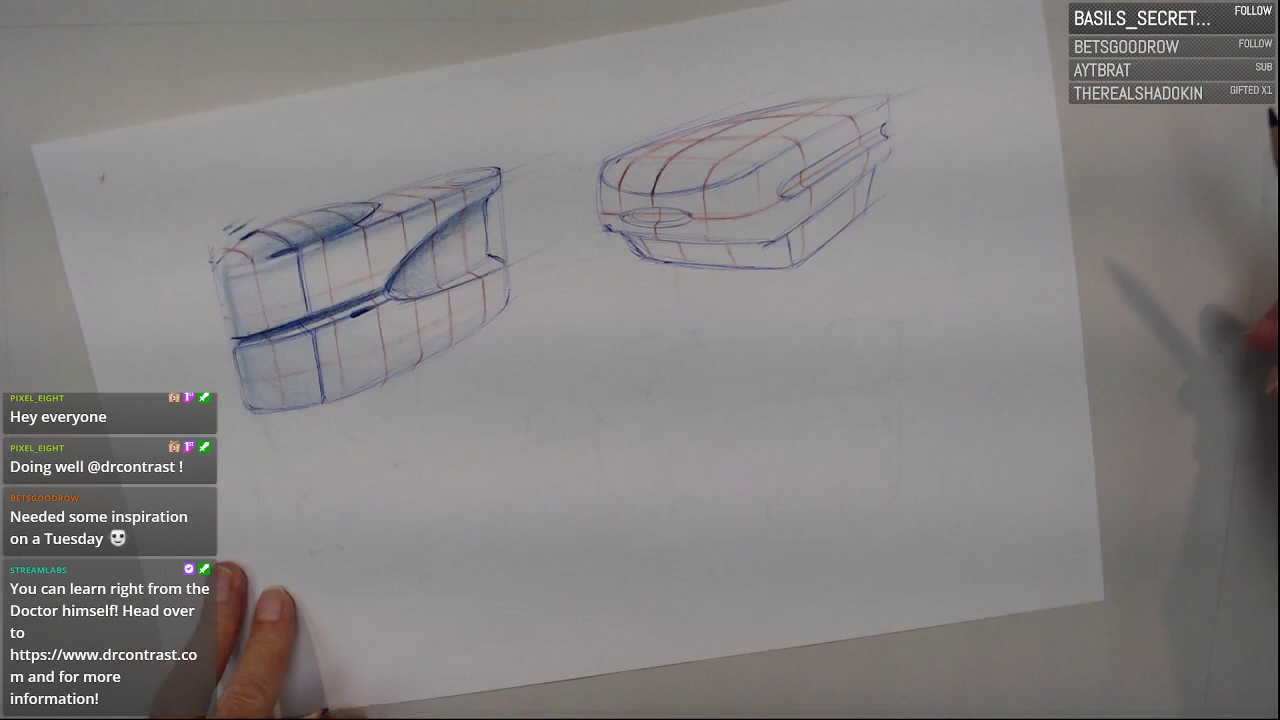 BASILS_SECRET...
FOLLOW
BETSGOODROW
FOLLOW
AYTBRAT
SUB
THEREALSHADOKIN
GIFTED X1
PIXEL_EIGHT
Hey everyone
PIXEL_EIGHT
Doing well @drcontrast !
BETSGOODROW
Needed some inspiration
on a Tuesday
STREAMLABS
You can learn right from the
Doctor himself! Head over
to
https://www.drcontrast.co
m and for more
information!